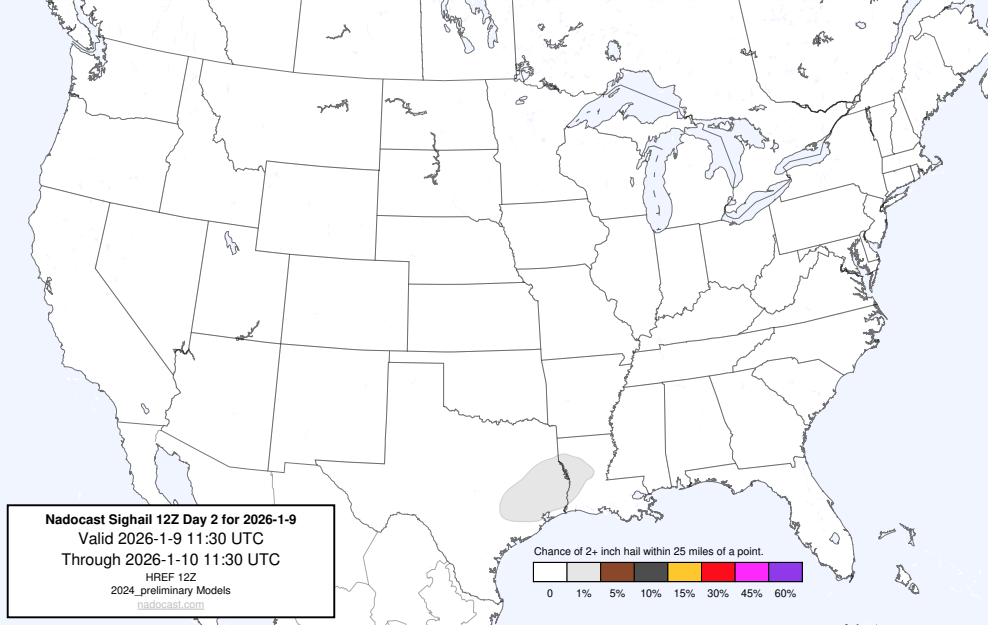 Nadocast Sighail 12Z Day 2 for 2026-1-9
Valid 2026-1-9 11:30 UTC
Through 2026-1-10 11:30 UTC
HREF 12Z
2024_preliminary Models
nadocast.com
Chance of 2+ inch hail within 25 miles of a point.
0 1% 5% 10% 15% 30% 45% 60%